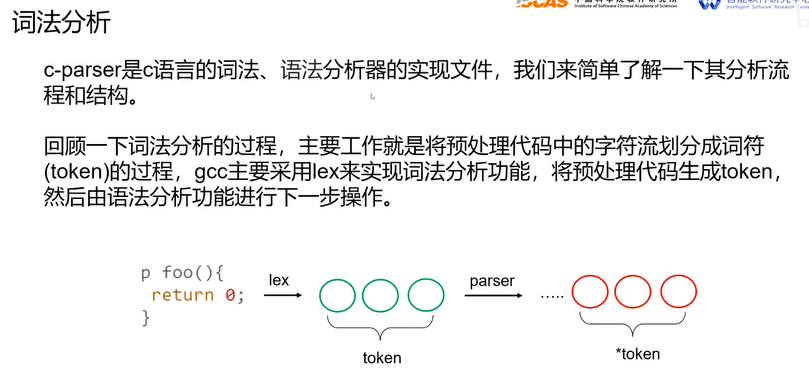 Institute of Software Chinese Academy of Sciences
Intelligent Software Research
词法分析
c-parser是c语言的词法、语法分析器的实现文件，我们来简单了解一下其分析流
程和结构。
回顾一下词法分析的过程，主要工作就是将预处理代码中的字符流划分成词符
(token)的过程，gcc主要采用lex来实现词法分析功能，将预处理代码生成token，
然后由语法分析功能进行下一步操作。
p foo(){
return 0;
}
lex
parser
.....
token
*token